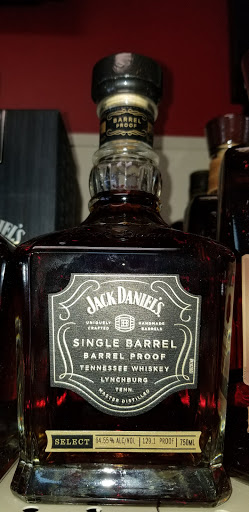 BARREL
PROOF
JACK DANIEL'S
UNIQUELY CRAFTED
B
HANDMADE BARRELS
SINGLE BARREL
BARREL PROOF
TENNESSEE WHISKEY
LYNCHBURG
TENN.
MASTER DISTILLED
SELECT
64.55% ALC/VOL
129.1 PROOF
750ML